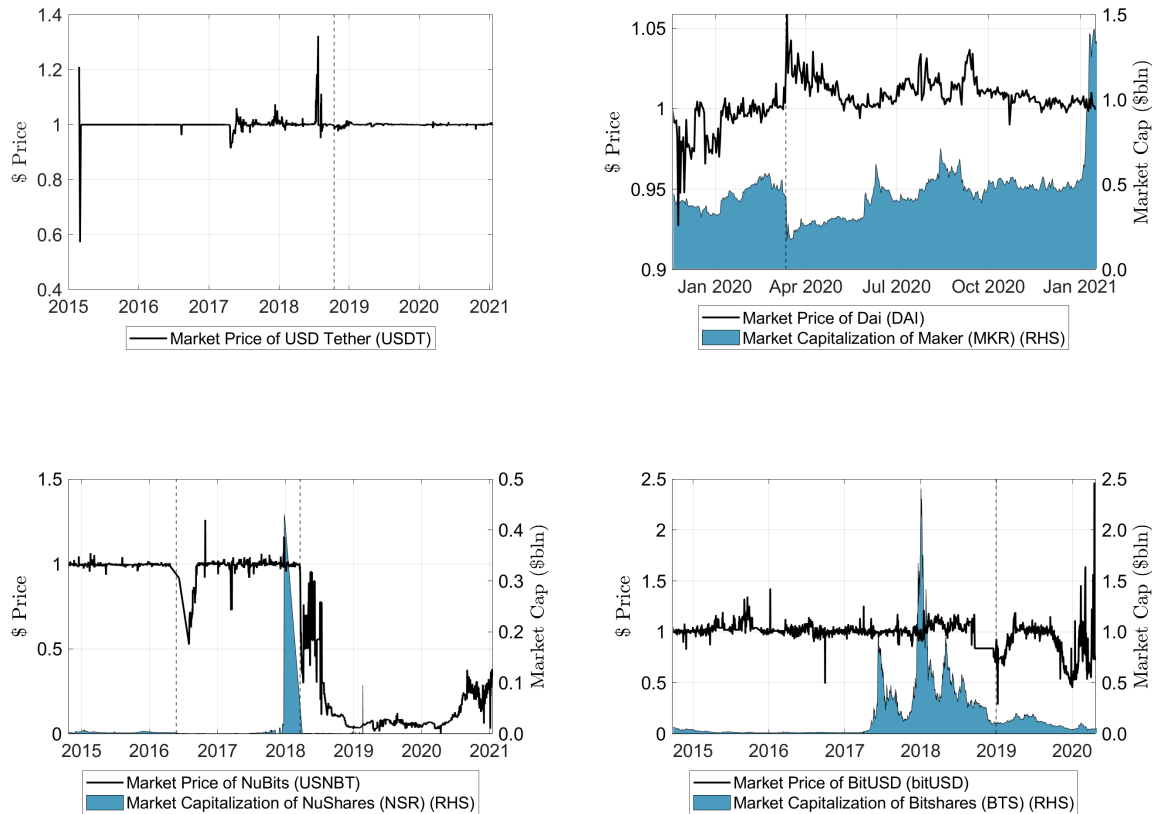 1.4
1.2
1
0.8
0.6
0.4
$ Price
2015 2016 2017 2018 2019 2020 2021
Market Price of USD Tether (USDT)
1.05
1
0.95
0.9
$ Price
1.5
1.0
0.5
0.0
Market Cap ($bln)
Jan 2020 Apr 2020 Jul 2020 Oct 2020 Jan 2021
Market Price of Dai (DAI)
Market Capitalization of Maker (MKR) (RHS)
1.5
1
0.5
0
$ Price
0.5
0.4
0.3
0.2
0.1
0.0
Market Cap ($bln)
2015 2016 2017 2018 2019 2020 2021
Market Price of NuBits (USNBT)
Market Capitalization of NuShares (NSR) (RHS)
2.5
2
1.5
1
0.5
0
$ Price
2.5
2.0
1.5
1.0
0.5
0.0
Market Cap ($bln)
2015 2016 2017 2018 2019 2020
Market Price of BitUSD (bitUSD)
Market Capitalization of Bitshares (BTS) (RHS)